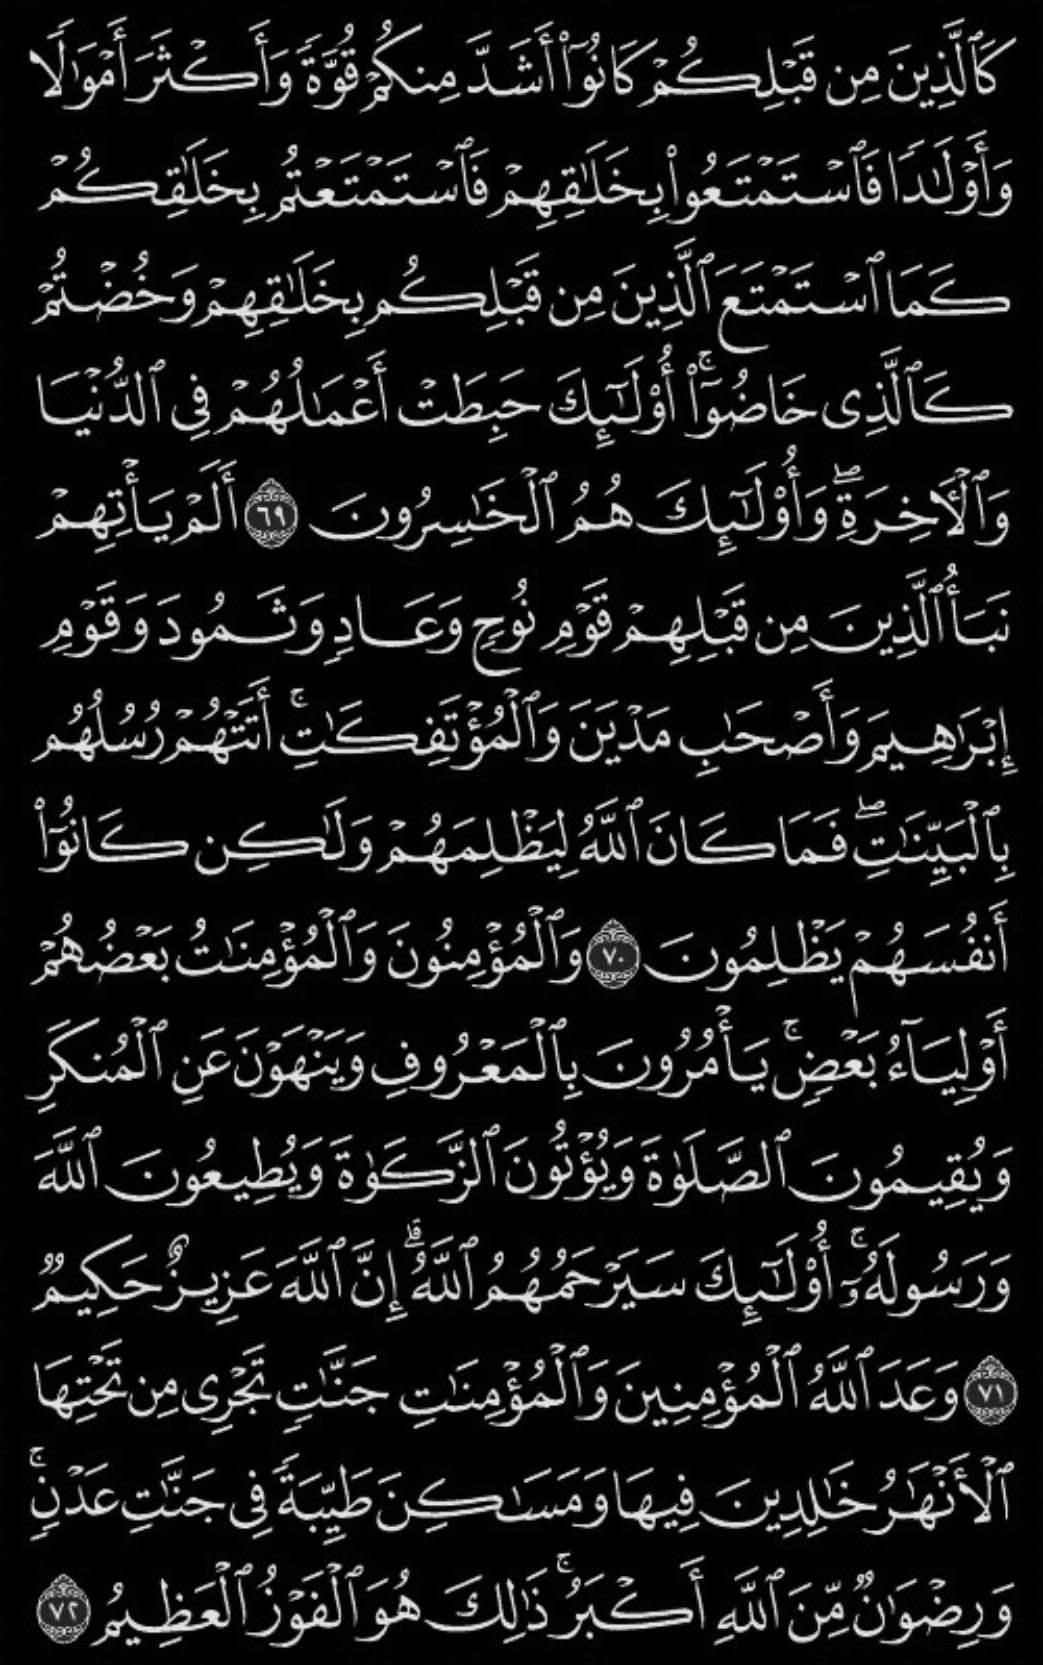 كَٱلَّذِينَ مِن قَبْلِكُمْ كَانُوٓا۟ أَشَدَّ مِنكُمْ قُوَّةً وَأَكْثَرَ أَمْوَٰلًا
وَأَوْلَٰدًا فَٱسْتَمْتَعُوا۟ بِخَلَٰقِهِمْ فَٱسْتَمْتَعْتُم بِخَلَٰقِكُمْ
كَمَا ٱسْتَمْتَعَ ٱلَّذِينَ مِن قَبْلِكُم بِخَلَٰقِهِمْ وَخُضْتُمْ
كَٱلَّذِى خَاضُوٓا۟ ۚ أُو۟لَٰٓئِكَ حَبِطَتْ أَعْمَٰلُهُمْ فِى ٱلدُّنْيَا
وَٱلْءَاخِرَةِ ۖ وَأُو۟لَٰٓئِكَ هُمُ ٱلْخَٰسِرُونَ ٦٩ أَلَمْ يَأْتِهِمْ
نَبَأُ ٱلَّذِينَ مِن قَبْلِهِمْ قَوْمِ نُوحٍ وَعَادٍ وَثَمُودَ وَقَوْمِ
إِبْرَٰهِيمَ وَأَصْحَٰبِ مَدْيَنَ وَٱلْمُؤْتَفِكَٰتِ ۚ أَتَتْهُمْ رُسُلُهُم
بِٱلْبَيِّنَٰتِ ۖ فَمَا كَانَ ٱللَّهُ لِيَظْلِمَهُمْ وَلَٰكِن كَانُوٓا۟
أَنفُسَهُمْ يَظْلِمُونَ ٧٠ وَٱلْمُؤْمِنُونَ وَٱلْمُؤْمِنَٰتُ بَعْضُهُمْ
أَوْلِيَآءُ بَعْضٍ ۚ يَأْمُرُونَ بِٱلْمَعْرُوفِ وَيَنْهَوْنَ عَنِ ٱلْمُنكَرِ
وَيُقِيمُونَ ٱلصَّلَوٰةَ وَيُؤْتُونَ ٱلزَّكَوٰةَ وَيُطِيعُونَ ٱللَّهَ
وَرَسُولَهُۥٓ ۚ أُو۟لَٰٓئِكَ سَيَرْحَمُهُمُ ٱللَّهُ ۗ إِنَّ ٱللَّهَ عَزِيزٌ حَكِيمٌ
٧١ وَعَدَ ٱللَّهُ ٱلْمُؤْمِنِينَ وَٱلْمُؤْمِنَٰتِ جَنَّٰتٍ تَجْرِى مِن تَحْتِهَا
ٱلْأَنْهَٰرُ خَٰلِدِينَ فِيهَا وَمَسَٰكِنَ طَيِّبَةً فِى جَنَّٰتِ عَدْنٍ ۚ
وَرِضْوَٰنٌ مِّنَ ٱللَّهِ أَكْبَرُ ۚ ذَٰلِكَ هُوَ ٱلْفَوْزُ ٱلْعَظِيمُ ٧٢